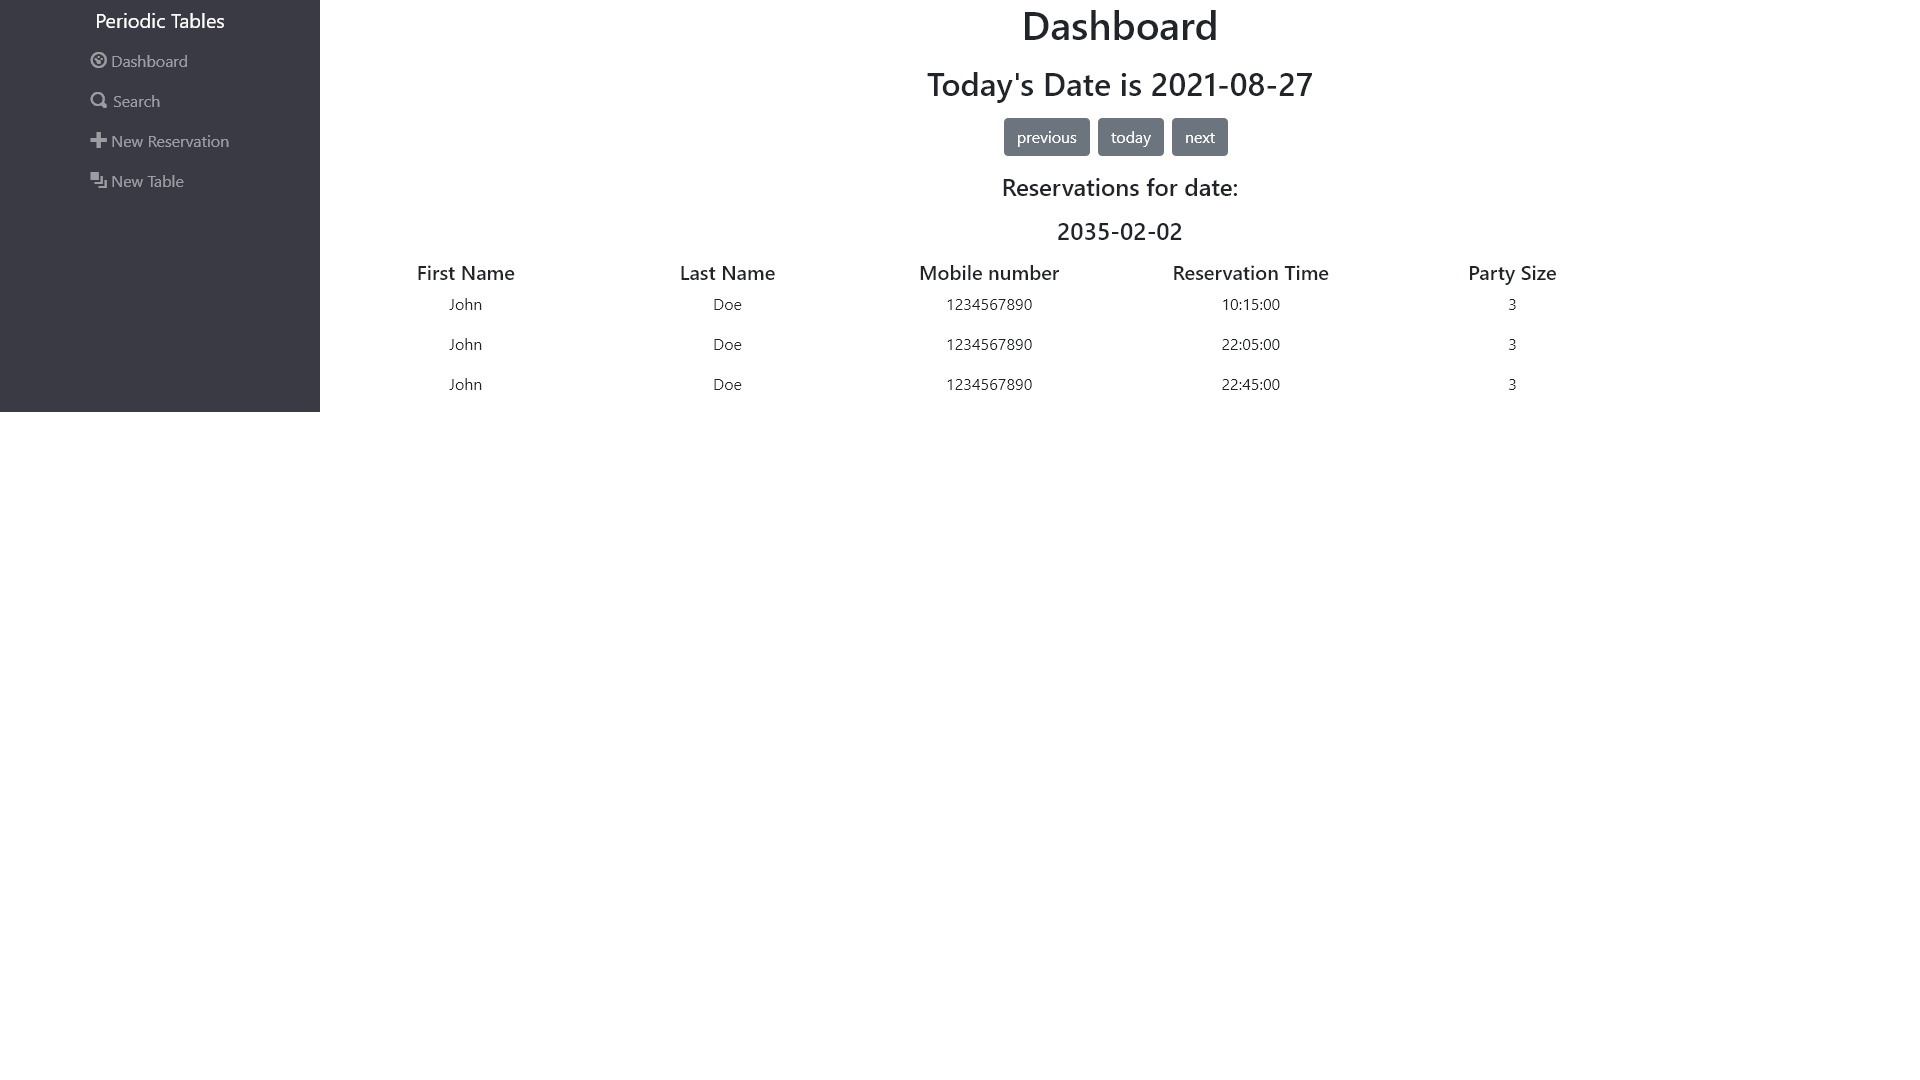 Periodic Tables
Dashboard
Search
New Reservation
New Table
Dashboard
Today's Date is 2021-08-27
previous today next
Reservations for date:
2035-02-02
First Name Last Name Mobile number Reservation Time Party Size
John Doe 1234567890 10:15:00 3
John Doe 1234567890 22:05:00 3
John Doe 1234567890 22:45:00 3